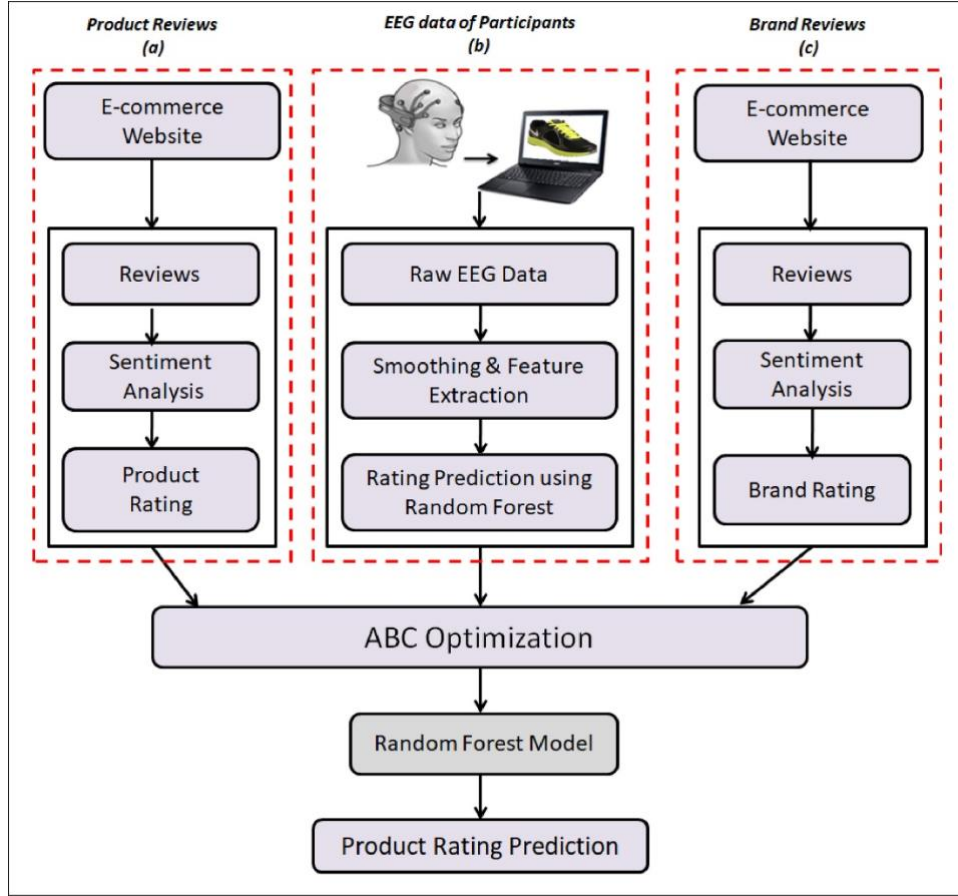 Product Reviews
(a)
EEG data of Participants
(b)
Brand Reviews
(c)
E-commerce
Website
Reviews
Sentiment
Analysis
Product
Rating
Raw EEG Data
Smoothing & Feature
Extraction
Rating Prediction using
Random Forest
E-commerce
Website
Reviews
Sentiment
Analysis
Brand Rating
ABC Optimization
Random Forest Model
Product Rating Prediction